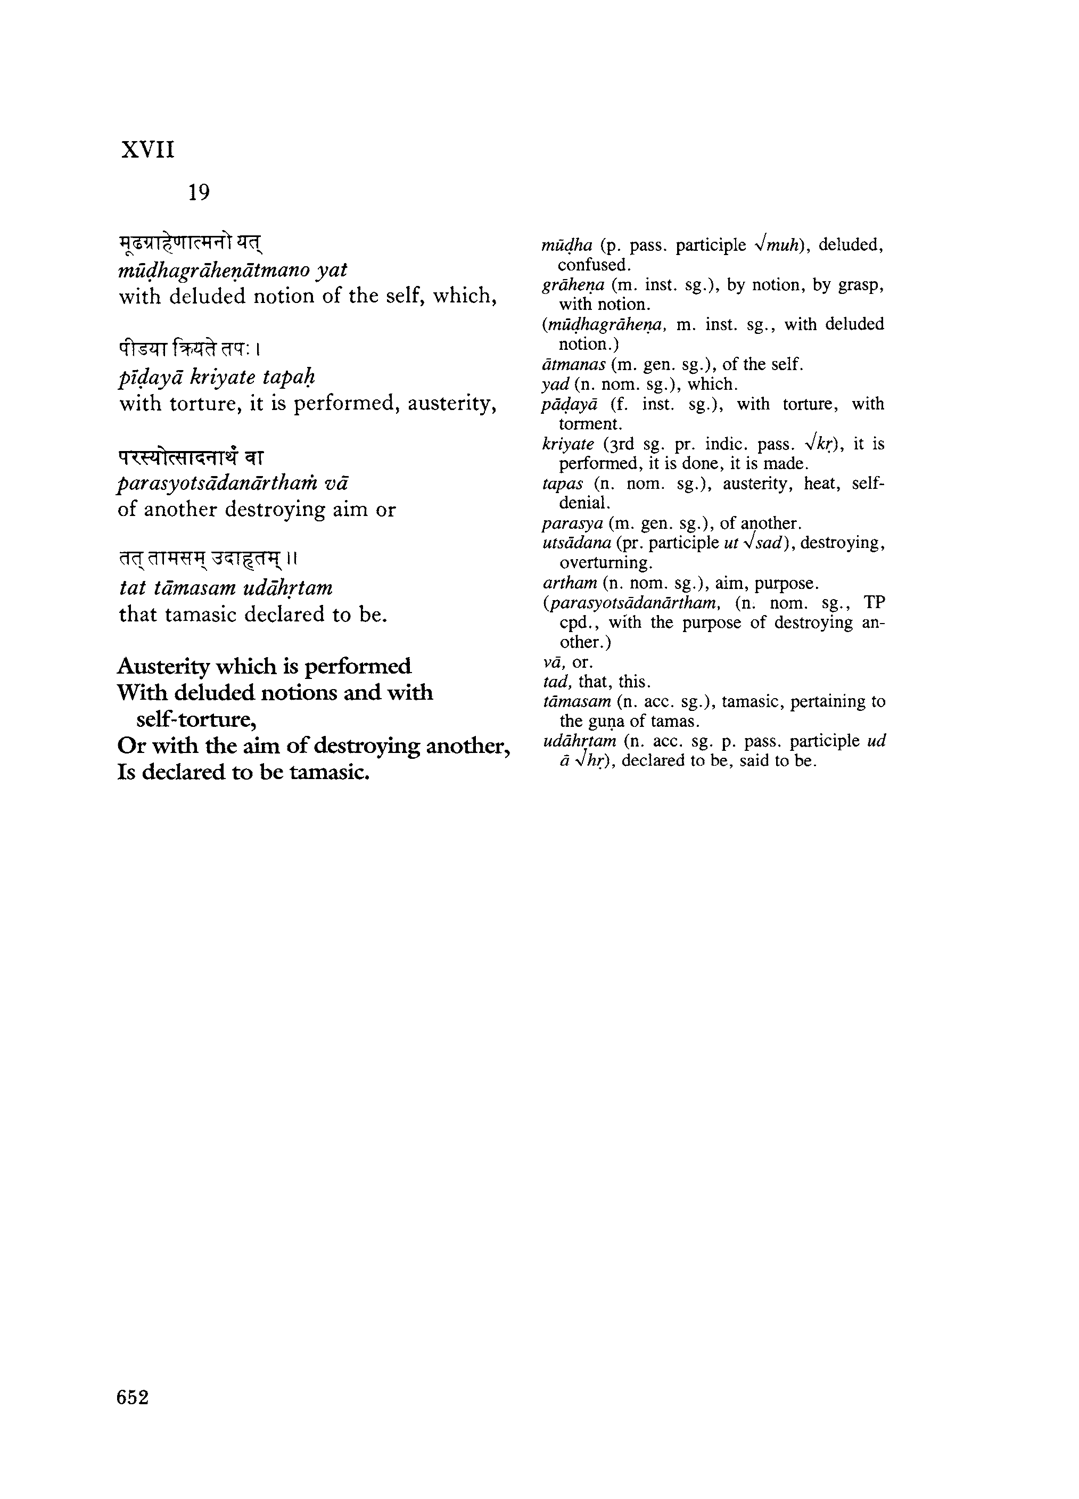 XVII
19
मूढग्राहेणात्मनो यत्
mūḍhagrāheṇātmano yat
with deluded notion of the self, which,
पीडया क्रियते तपः ।
pīḍayā kriyate tapaḥ
with torture, it is performed, austerity,
परस्योत्सादनार्थं वा
parasyotsādanārthaṁ vā
of another destroying aim or
तत् तामसम् उदाहृतम् ॥
tat tāmasam udāhṛtam
that tamasic declared to be.
Austerity which is performed
With deluded notions and with
self-torture,
Or with the aim of destroying another,
Is declared to be tamasic.
mūḍha (p. pass. participle √muh), deluded,
confused.
grāheṇa (m. inst. sg.), by notion, by grasp,
with notion.
(mūḍhagrāheṇa, m. inst. sg., with deluded
notion.)
ātmanas (m. gen. sg.), of the self.
yad (n. nom. sg.), which.
pāḍayā (f. inst. sg.), with torture, with
torment.
kriyate (3rd sg. pr. indic. pass. √kṛ), it is
performed, it is done, it is made.
tapas (n. nom. sg.), austerity, heat, self-
denial.
parasya (m. gen. sg.), of another.
utsādana (pr. participle ut √sad), destroying,
overturning.
artham (n. nom. sg.), aim, purpose.
(parasyotsādanārtham, (n. nom. sg., TP
cpd., with the purpose of destroying an-
other.)
vā, or.
tad, that, this.
tāmasam (n. acc. sg.), tamasic, pertaining to
the guṇa of tamas.
udāhṛtam (n. acc. sg. p. pass. participle ud
ā √hṛ), declared to be, said to be.
652